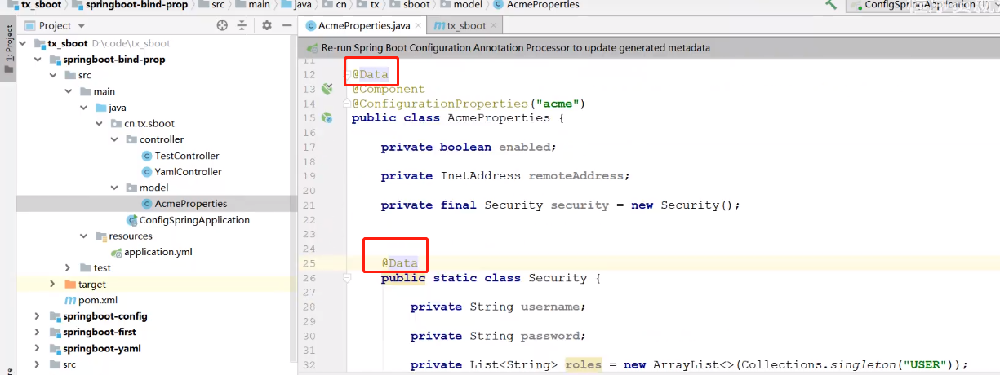 tx_sboot springboot-bind-prop src main java cn tx sboot model AcmeProperties
ConfigSpringApplication (1)
1: Project
Project
AcmeProperties.java
tx_sboot
Re-run Spring Boot Configuration Annotation Processor to update generated metadata
tx_sboot D:\code\tx_sboot
springboot-bind-prop
src
main
java
cn.tx.sboot
controller
TestController
YamlController
model
AcmeProperties
ConfigSpringApplication
resources
application.yml
test
target
pom.xml
springboot-config
springboot-first
springboot-yaml
src
11
12 @Data
13 @Component
14 @ConfigurationProperties("acme")
15 public class AcmeProperties {
16
17 private boolean enabled;
18
19 private InetAddress remoteAddress;
20
21 private final Security security = new Security();
22
23
24
25 @Data
26 public static class Security {
27
28 private String username;
29
30 private String password;
31
32 private List<String> roles = new ArrayList<>(Collections.singleton("USER"));